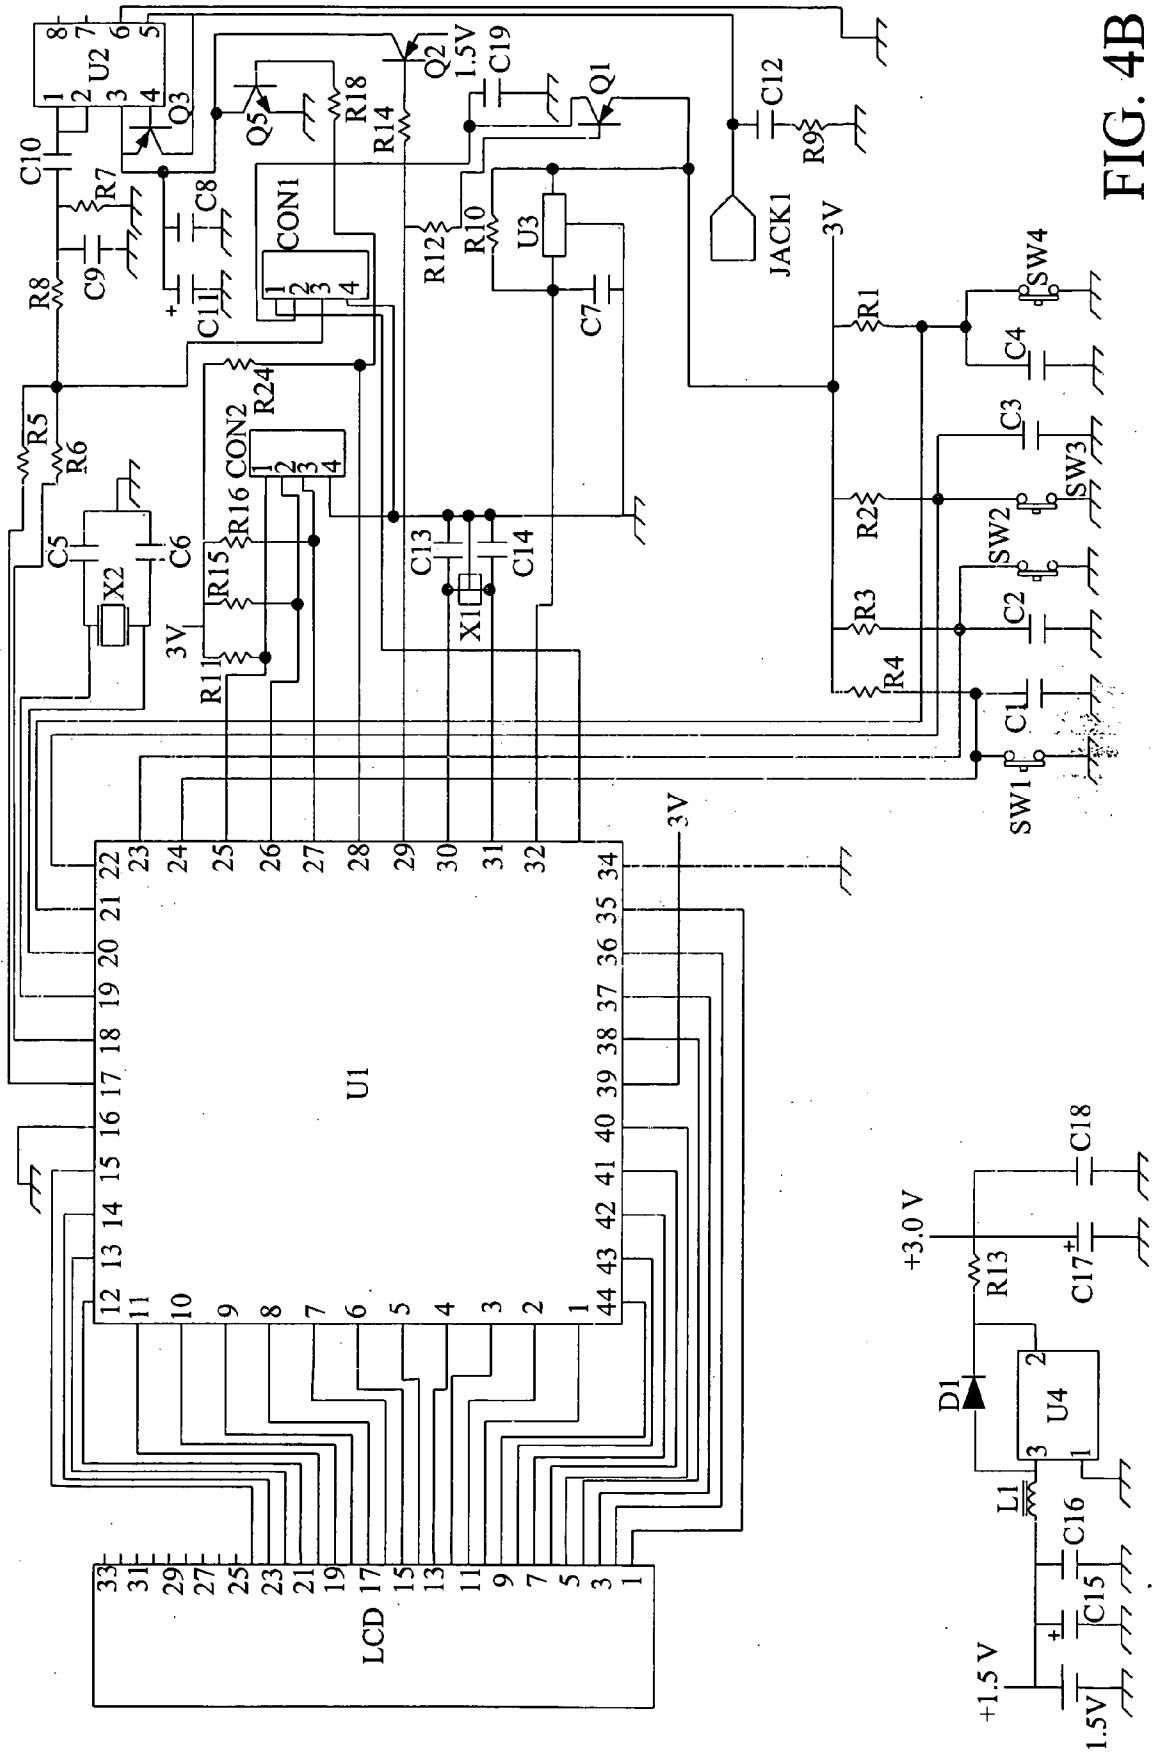 FIG. 4B
LCD
33
31
29
27
25
23
21
19
17
15
13
11
9
7
5
3
1
U1
12
13
14
15
16
17
18
19
20
21
22
11
10
9
8
7
6
5
4
3
2
1
23
24
25
26
27
28
29
30
31
32
44
43
42
41
40
39
38
37
36
35
34
3V
R5
R6
C5
C6
X2
3V
R11
R15
R16
R24
CON2
1
2
3
4
C13
C14
X1
R8
C9
R7
C10
C11
+
C8
U2
1
2
3
4
8
7
6
5
Q3
Q5
R18
R14
Q2
1.5V
CON1
1
2
3
4
C19
Q1
R12
R10
U3
C7
C12
R9
JACK1
3V
R1
R2
R3
R4
SW4
C4
C3
SW3
SW2
C2
C1
SW1
+1.5 V
1.5V
+
C15
C16
L1
U4
3
1
2
D1
R13
+3.0 V
+
C17
C18